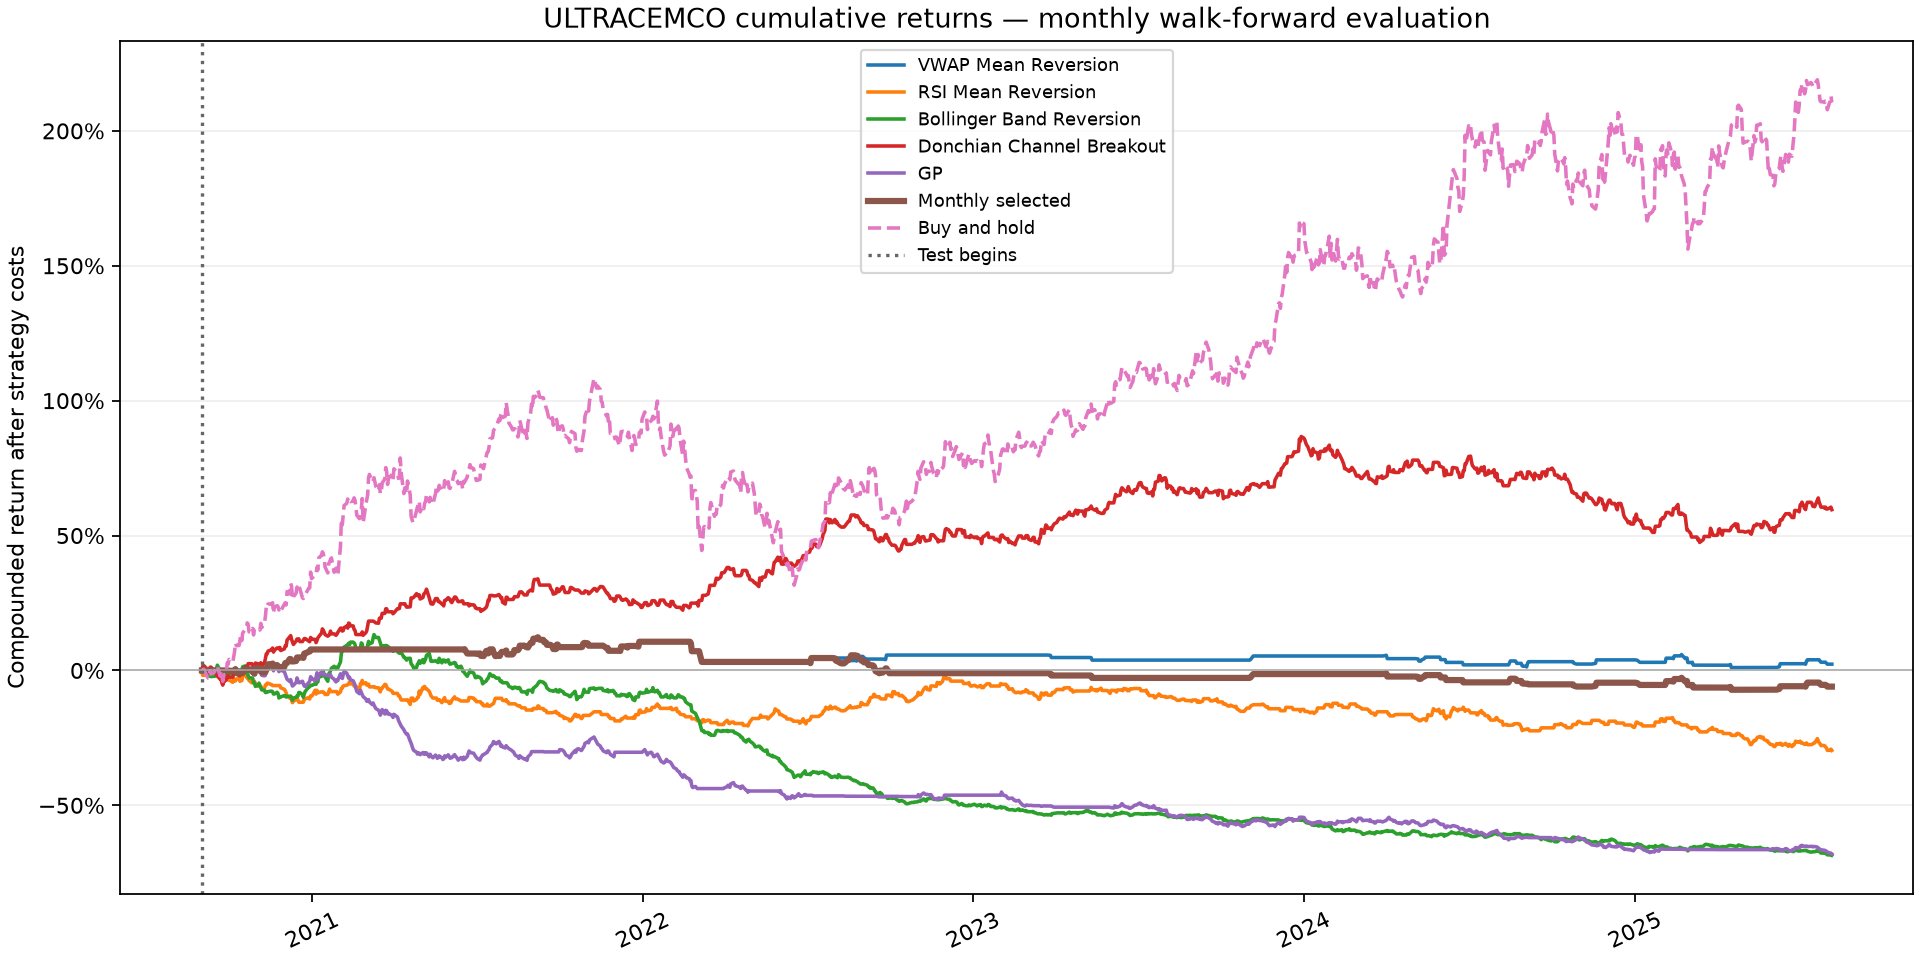 ULTRACEMCO cumulative returns — monthly walk-forward evaluation
Compounded return after strategy costs
200%
150%
100%
50%
0%
−50%
VWAP Mean Reversion
RSI Mean Reversion
Bollinger Band Reversion
Donchian Channel Breakout
GP
Monthly selected
Buy and hold
Test begins
2021
2022
2023
2024
2025